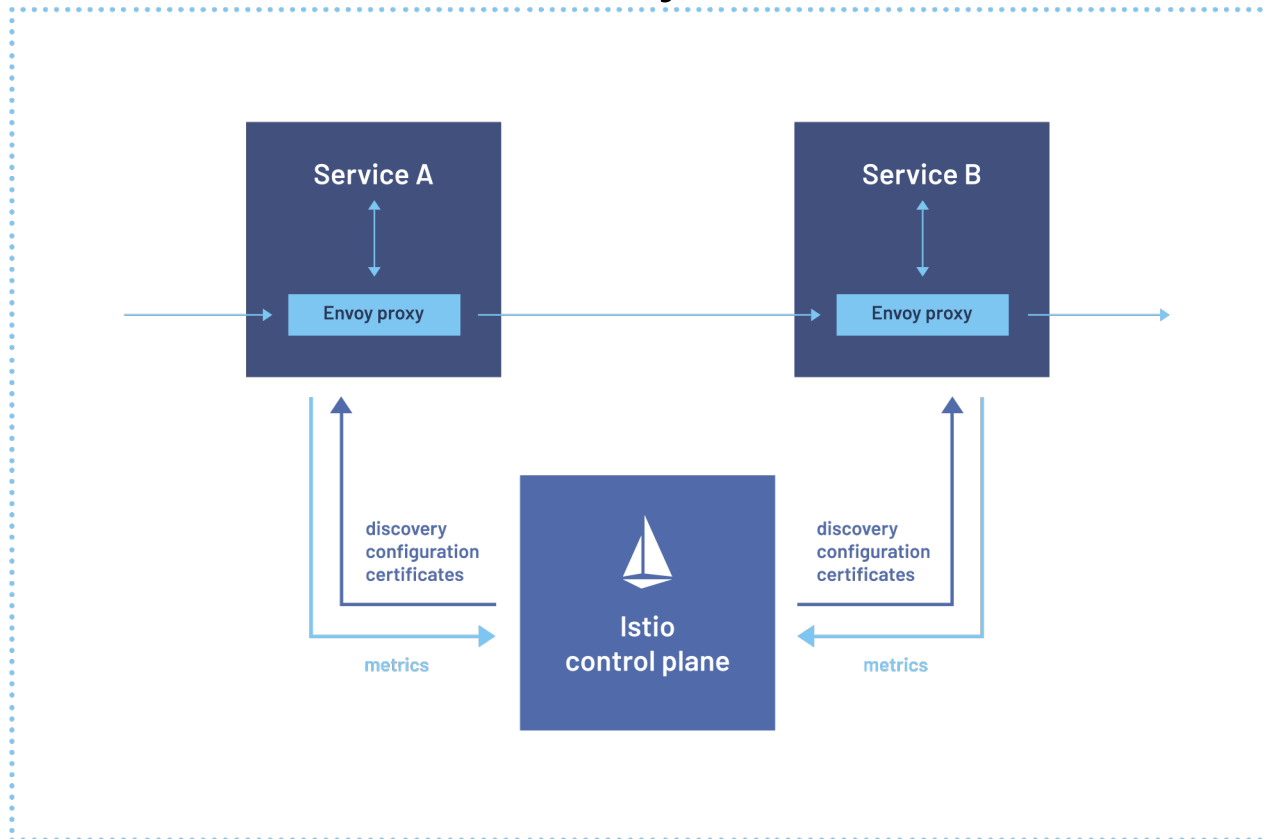 Service A
Service B
Envoy proxy
Envoy proxy
discovery
configuration
certificates
discovery
configuration
certificates
Istio
control plane
metrics
metrics